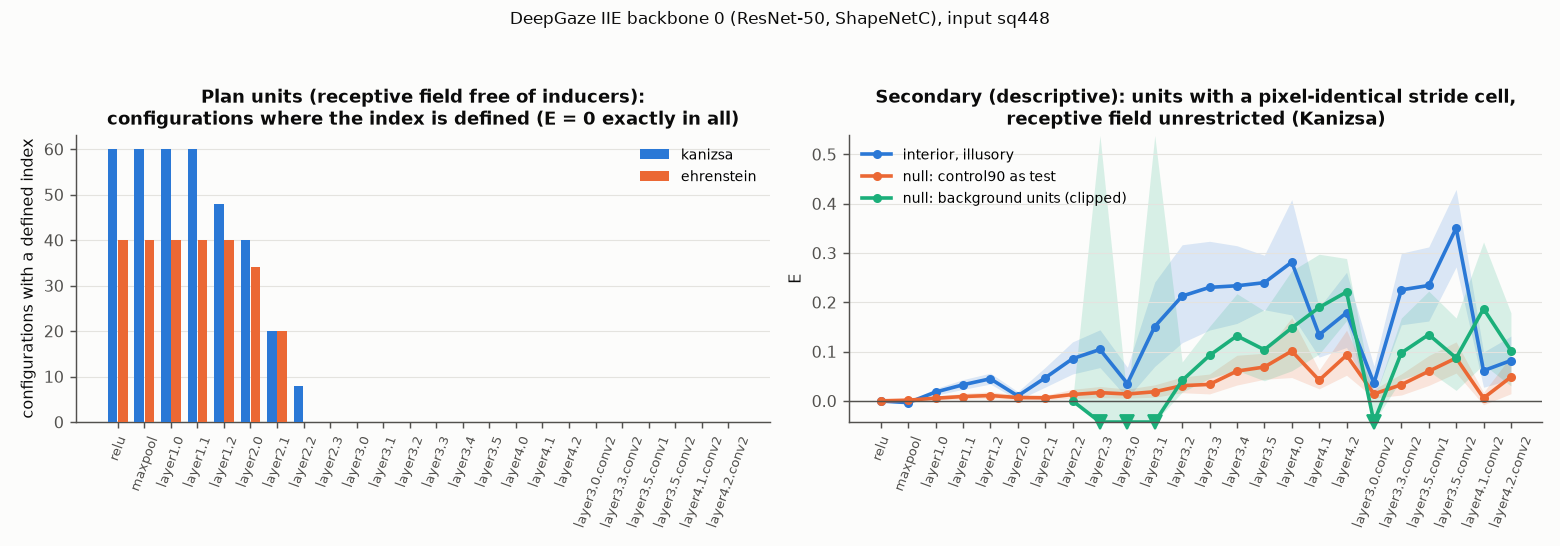 DeepGaze IIE backbone 0 (ResNet-50, ShapeNetC), input sq448
Plan units (receptive field free of inducers):
configurations where the index is defined (E = 0 exactly in all)
configurations with a defined index
60
50
40
30
20
10
0
kanizsa
ehrenstein
relu
maxpool
layer1.0
layer1.1
layer1.2
layer2.0
layer2.1
layer2.2
layer2.3
layer3.0
layer3.1
layer3.2
layer3.3
layer3.4
layer3.5
layer4.0
layer4.1
layer4.2
layer3.0.conv2
layer3.3.conv2
layer3.5.conv1
layer3.5.conv2
layer4.1.conv2
layer4.2.conv2
Secondary (descriptive): units with a pixel-identical stride cell,
receptive field unrestricted (Kanizsa)
E
0.5
0.4
0.3
0.2
0.1
0.0
interior, illusory
null: control90 as test
null: background units (clipped)
relu
maxpool
layer1.0
layer1.1
layer1.2
layer2.0
layer2.1
layer2.2
layer2.3
layer3.0
layer3.1
layer3.2
layer3.3
layer3.4
layer3.5
layer4.0
layer4.1
layer4.2
layer3.0.conv2
layer3.3.conv2
layer3.5.conv1
layer3.5.conv2
layer4.1.conv2
layer4.2.conv2